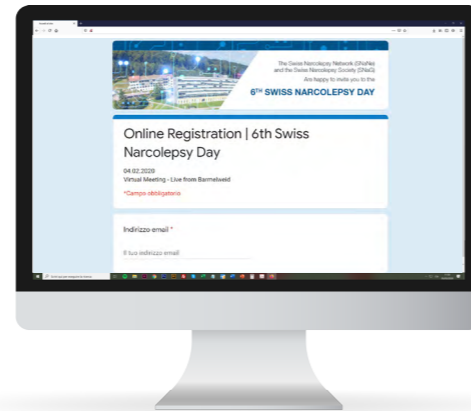 The Swiss Narcolepsy Network (SNaNe)
and the Swiss Narcolepsy Society (SNaS)
Are happy to invite you to the
6TH SWISS NARCOLEPSY DAY
Online Registration | 6th Swiss
Narcolepsy Day
04.02.2020
Virtual Meeting - Live from Barmelweid
*Campo obbligatorio
Indirizzo email *
Il tuo indirizzo email